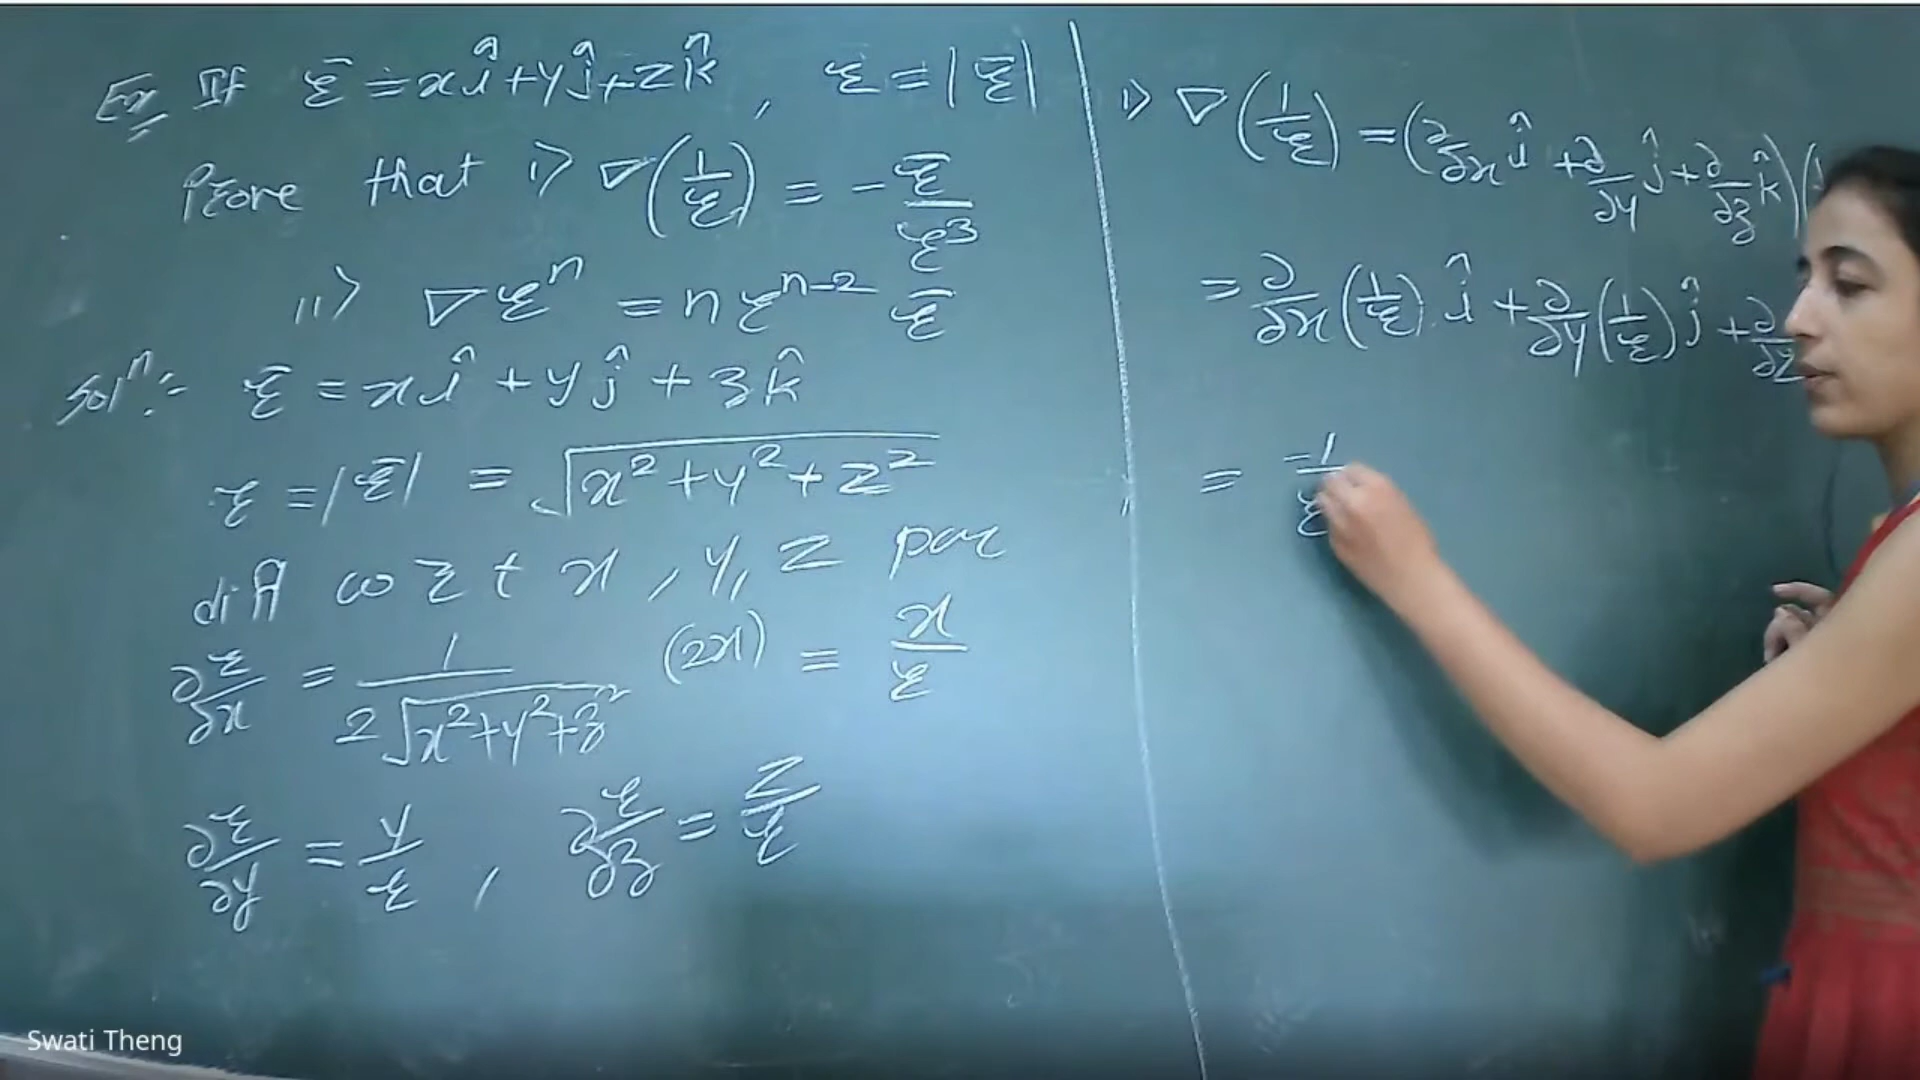 Ex If r̄ = xî + yĵ + zk̂ , r = |r̄|
Prove that i) ∇(1/r) = - r̄/r³
ii) ∇rⁿ = n rⁿ⁻² r̄
Solⁿ:- r̄ = xî + yĵ + zk̂
r = |r̄| = √(x² + y² + z²)
diff w r t x, y, z par
∂r/∂x = 1/(2√(x²+y²+z²)) (2x) = x/r
∂r/∂y = y/r , ∂r/∂z = z/r
i) ∇(1/r) = (∂/∂x î + ∂/∂y ĵ + ∂/∂z k̂)(
= ∂/∂x (1/r) î + ∂/∂y (1/r) ĵ + ∂/∂z
= -1/r
Swati Theng